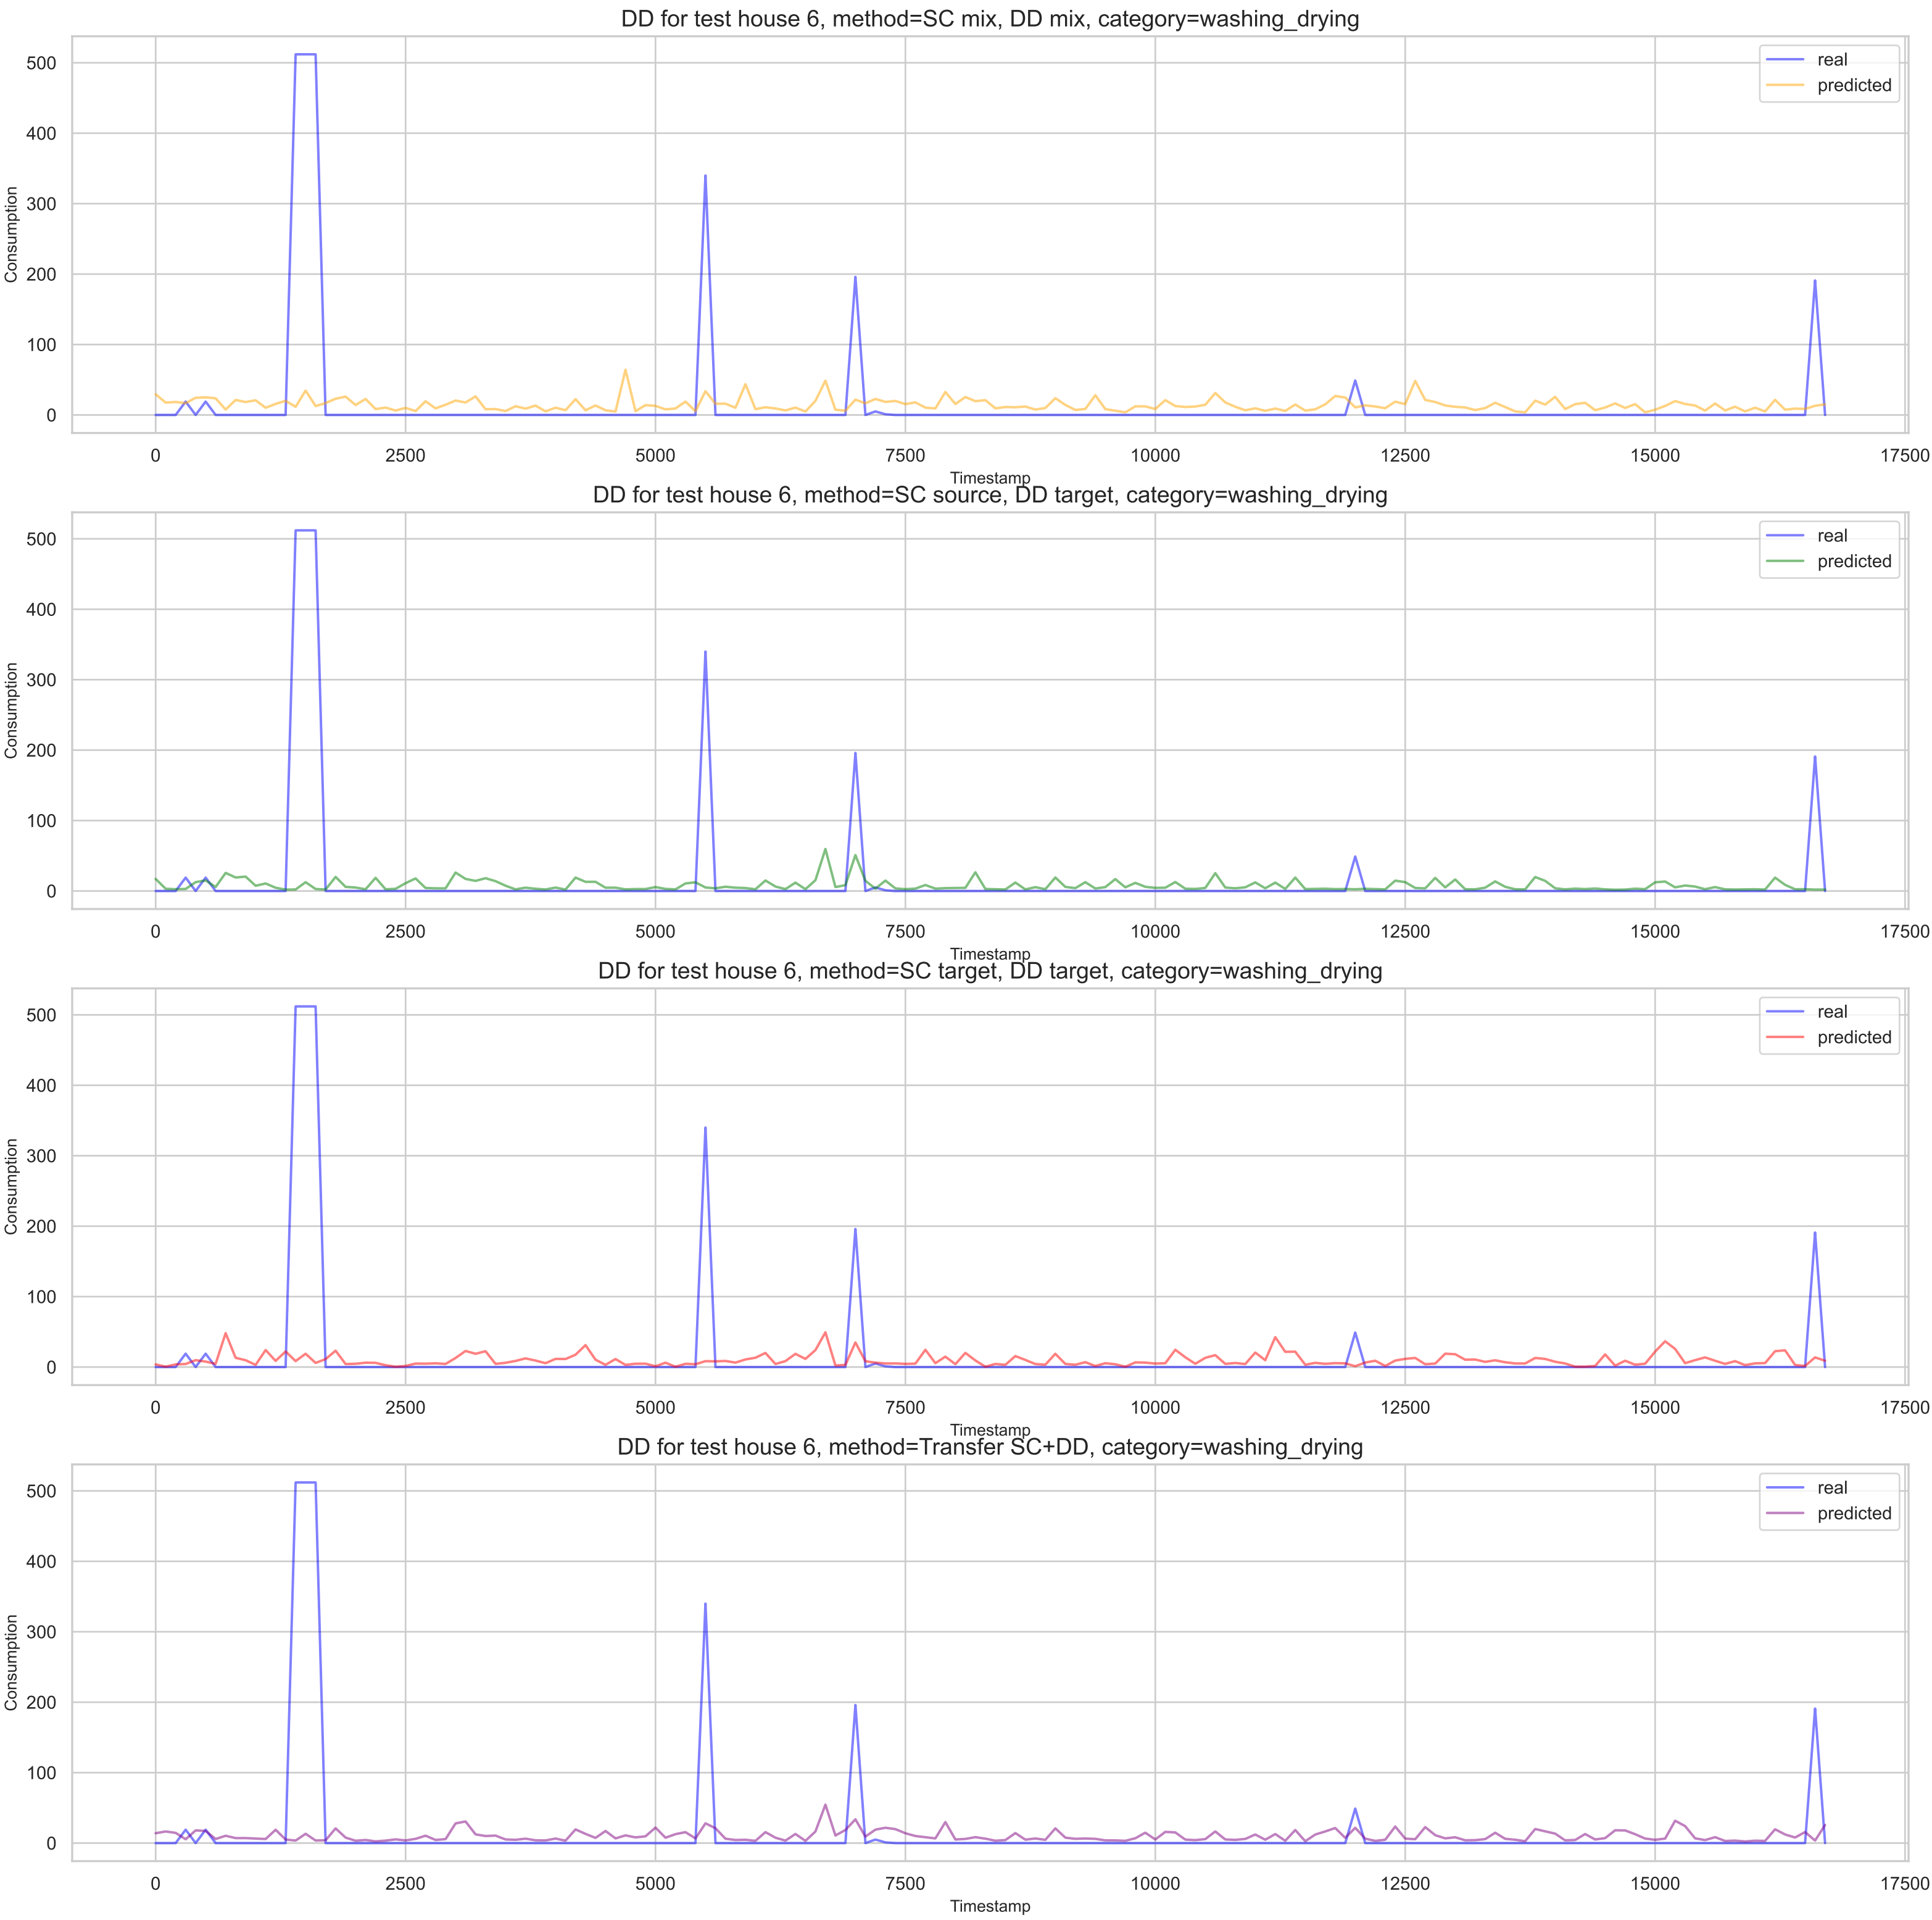 DD for test house 6, method=SC mix, DD mix, category=washing_drying
real
predicted
500
400
300
200
100
0
Consumption
0 2500 5000 7500 10000 12500 15000 17500
Timestamp
DD for test house 6, method=SC source, DD target, category=washing_drying
real
predicted
500
400
300
200
100
0
Consumption
0 2500 5000 7500 10000 12500 15000 17500
Timestamp
DD for test house 6, method=SC target, DD target, category=washing_drying
real
predicted
500
400
300
200
100
0
Consumption
0 2500 5000 7500 10000 12500 15000 17500
Timestamp
DD for test house 6, method=Transfer SC+DD, category=washing_drying
real
predicted
500
400
300
200
100
0
Consumption
0 2500 5000 7500 10000 12500 15000 17500
Timestamp